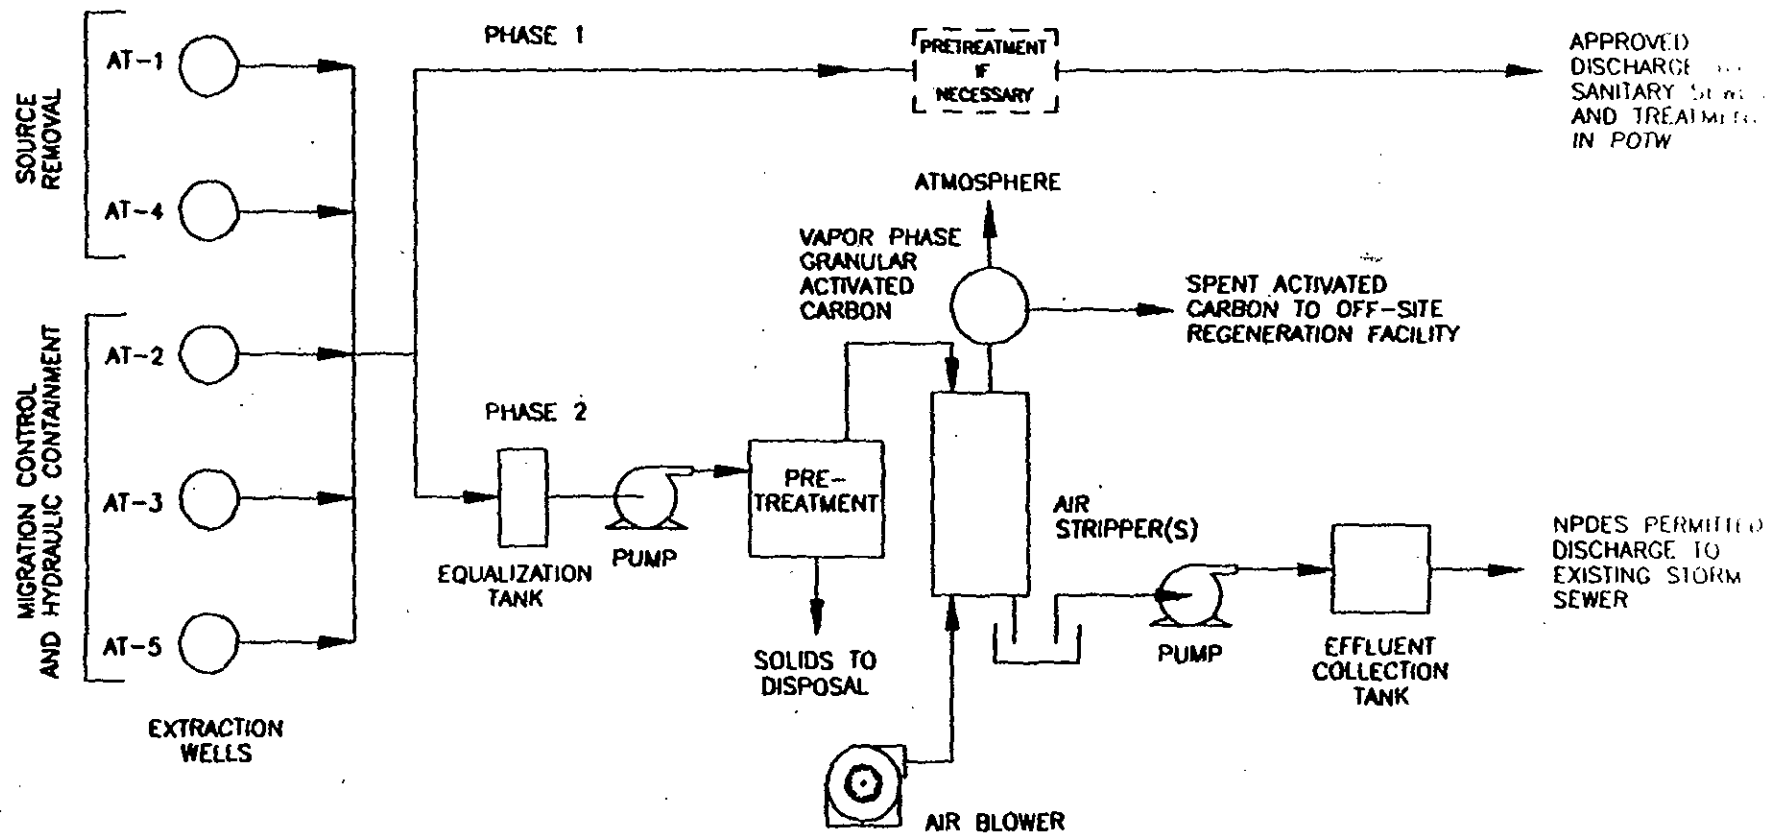 PHASE 1
SOURCE
REMOVAL
AT-1
AT-4
PRETREATMENT
IF
NECESSARY
APPROVED
DISCHARGE
SANITARY
AND
IN POTW
ATMOSPHERE
VAPOR PHASE
GRANULAR
ACTIVATED
CARBON
SPENT ACTIVATED
CARBON TO OFF-SITE
REGENERATION FACILITY
MIGRATION CONTROL
AND HYDRAULIC CONTAINMENT
AT-2
AT-3
AT-5
EXTRACTION
WELLS
PHASE 2
EQUALIZATION
TANK
PUMP
PRE-
TREATMENT
SOLIDS TO
DISPOSAL
AIR
STRIPPER(S)
AIR BLOWER
PUMP
EFFLUENT
COLLECTION
TANK
NPDES PERMITTED
DISCHARGE TO
EXISTING STORM
SEWER